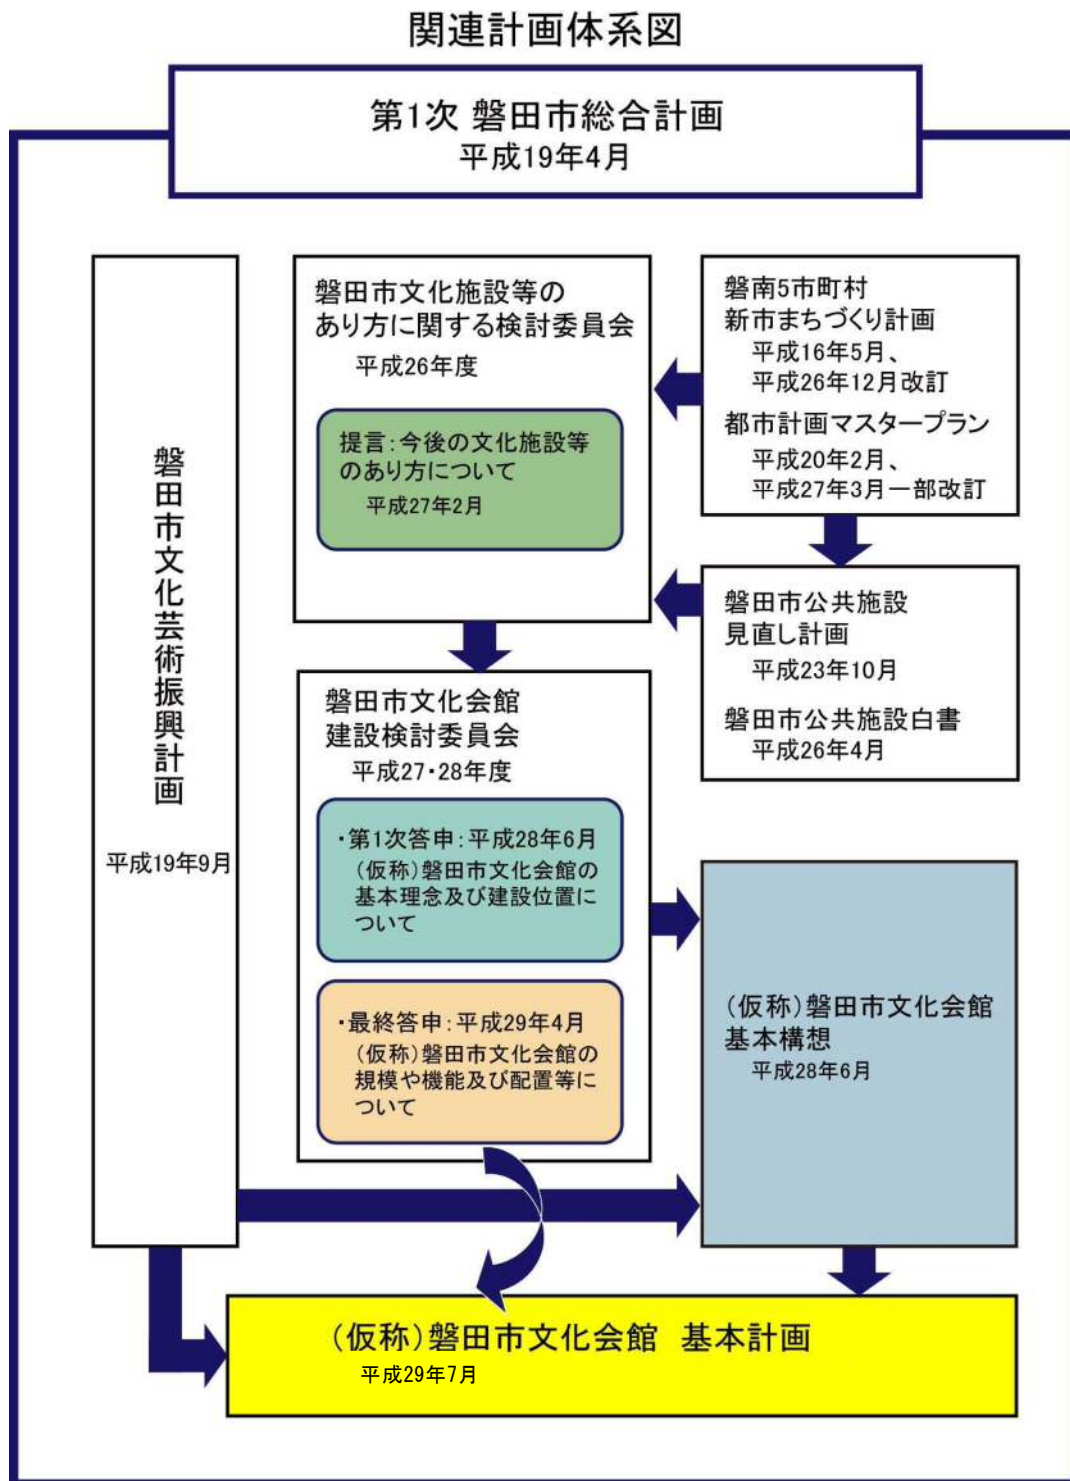 関連計画体系図
第1次 磐田市総合計画
平成19年4月
磐田市文化芸術振興計画
平成19年9月
磐田市文化施設等の
あり方に関する検討委員会
平成26年度
提言：今後の文化施設等
のあり方について
平成27年2月
磐南5市町村
新市まちづくり計画
平成16年5月、
平成26年12月改訂
都市計画マスタープラン
平成20年2月、
平成27年3月一部改訂
磐田市公共施設
見直し計画
平成23年10月
磐田市公共施設白書
平成26年4月
磐田市文化会館
建設検討委員会
平成27・28年度
・第1次答申：平成28年6月
（仮称）磐田市文化会館の
基本理念及び建設位置に
ついて
・最終答申：平成29年4月
（仮称）磐田市文化会館の
規模や機能及び配置等に
ついて
（仮称）磐田市文化会館
基本構想
平成28年6月
（仮称）磐田市文化会館 基本計画
平成29年7月